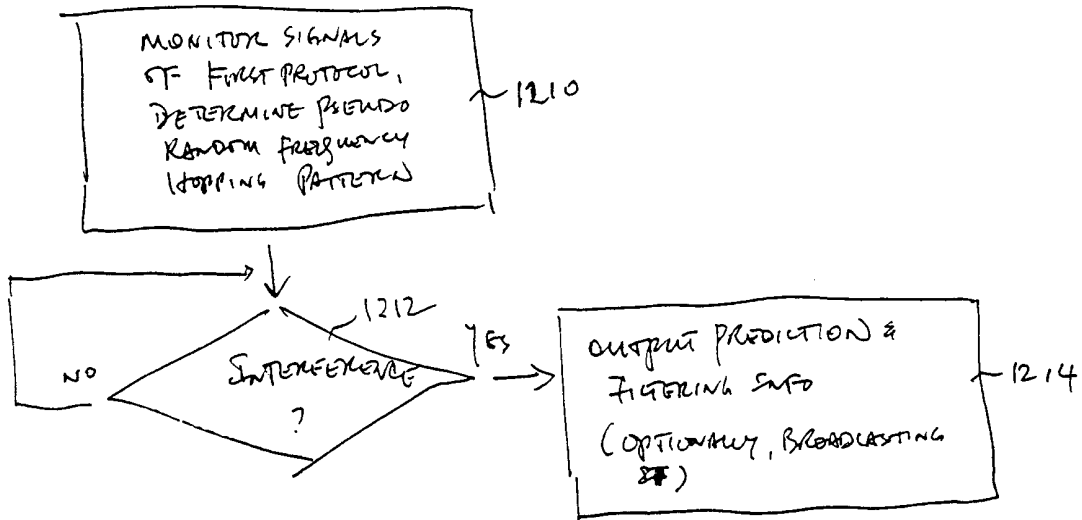 MONITOR SIGNALS
OF FIRST PROTOCOL,
DETERMINE PSEUDO
RANDOM FREQUENCY
HOPPING PATTERN
1210
1212
INTERFERENCE
?
YES
NO
OUTPUT PREDICTION &
FILTERING INFO
(OPTIONALLY, BROADCASTING
)
1214